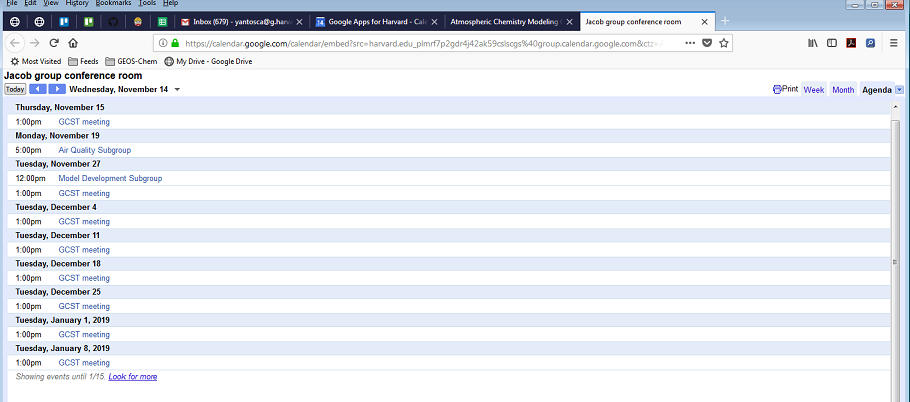 File Edit View History Bookmarks Tools Help
Inbox (679) - yantosca@g.harv
14 Google Apps for Harvard - Cale
Atmospheric Chemistry Modeling G
Jacob group conference room
https://calendar.google.com/calendar/embed?src=harvard.edu_pimrf7p2gdr4j42ak59cslscgs%40group.calendar.google.com&ctz=
Most Visited Feeds GEOS-Chem My Drive - Google Drive
Jacob group conference room
Today Wednesday, November 14 Print Week Month Agenda
Thursday, November 15
1:00pm GCST meeting
Monday, November 19
5:00pm Air Quality Subgroup
Tuesday, November 27
12:00pm Model Development Subgroup
1:00pm GCST meeting
Tuesday, December 4
1:00pm GCST meeting
Tuesday, December 11
1:00pm GCST meeting
Tuesday, December 18
1:00pm GCST meeting
Tuesday, December 25
1:00pm GCST meeting
Tuesday, January 1, 2019
1:00pm GCST meeting
Tuesday, January 8, 2019
1:00pm GCST meeting
Showing events until 1/15. Look for more